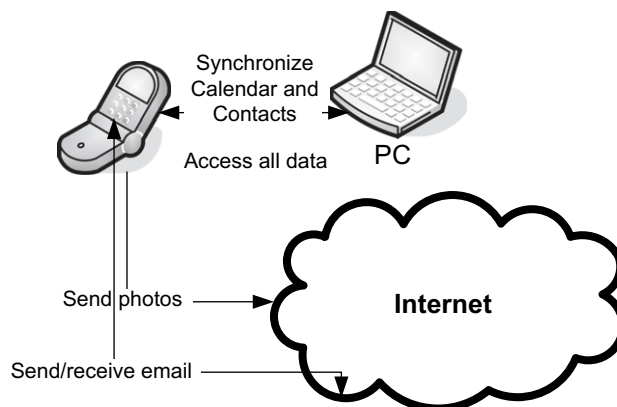 Synchronize
Calendar and
Contacts
Access all data
PC
Send photos
Internet
Send/receive email